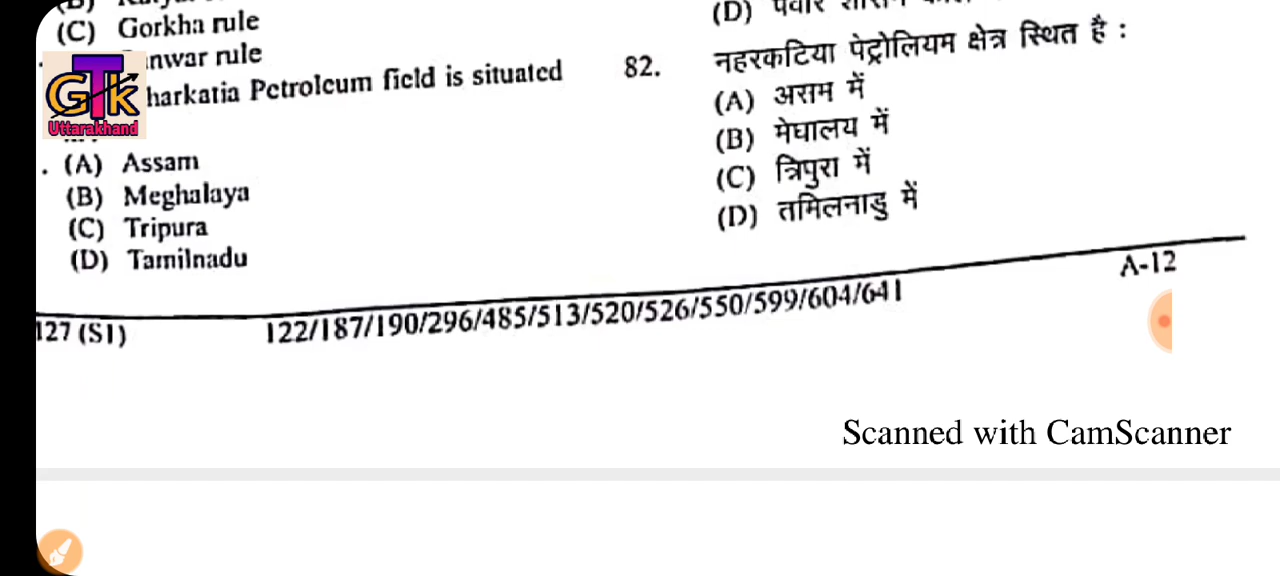 (C) Gorkha rule
nwar rule
harkatia Petroleum field is situated
(A) Assam
(B) Meghalaya
(C) Tripura
(D) Tamilnadu
(D)
82. नहरकटिया पेट्रोलियम क्षेत्र स्थित है :
(A) असम में
(B) मेघालय में
(C) त्रिपुरा में
(D) तमिलनाडु में
A-12
127 (S1) 122/187/190/296/485/513/520/526/550/599/604/641
GTK
Uttarakhand
Scanned with CamScanner